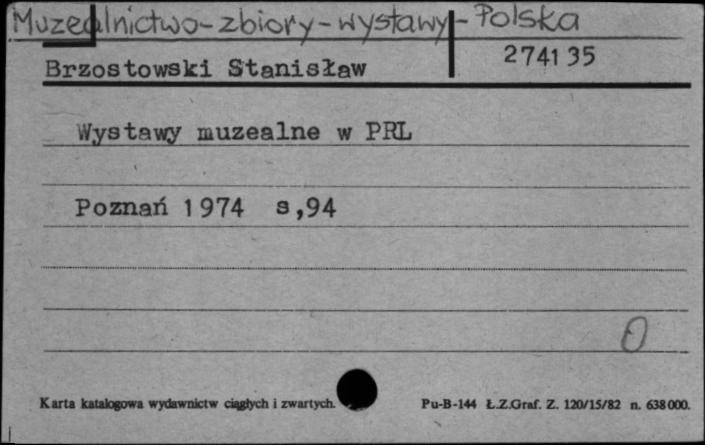 Muzealnictwo-zbiory-wystawy-Polska
Brzostowski Stanisław 274135
Wystawy muzealne w PRL
Poznań 1974 s,94
0
Karta katalogowa wydawnictw ciągłych i zwartych. Pu-B-144 Ł.Z.Graf. Z. 120/15/82 n. 638000.